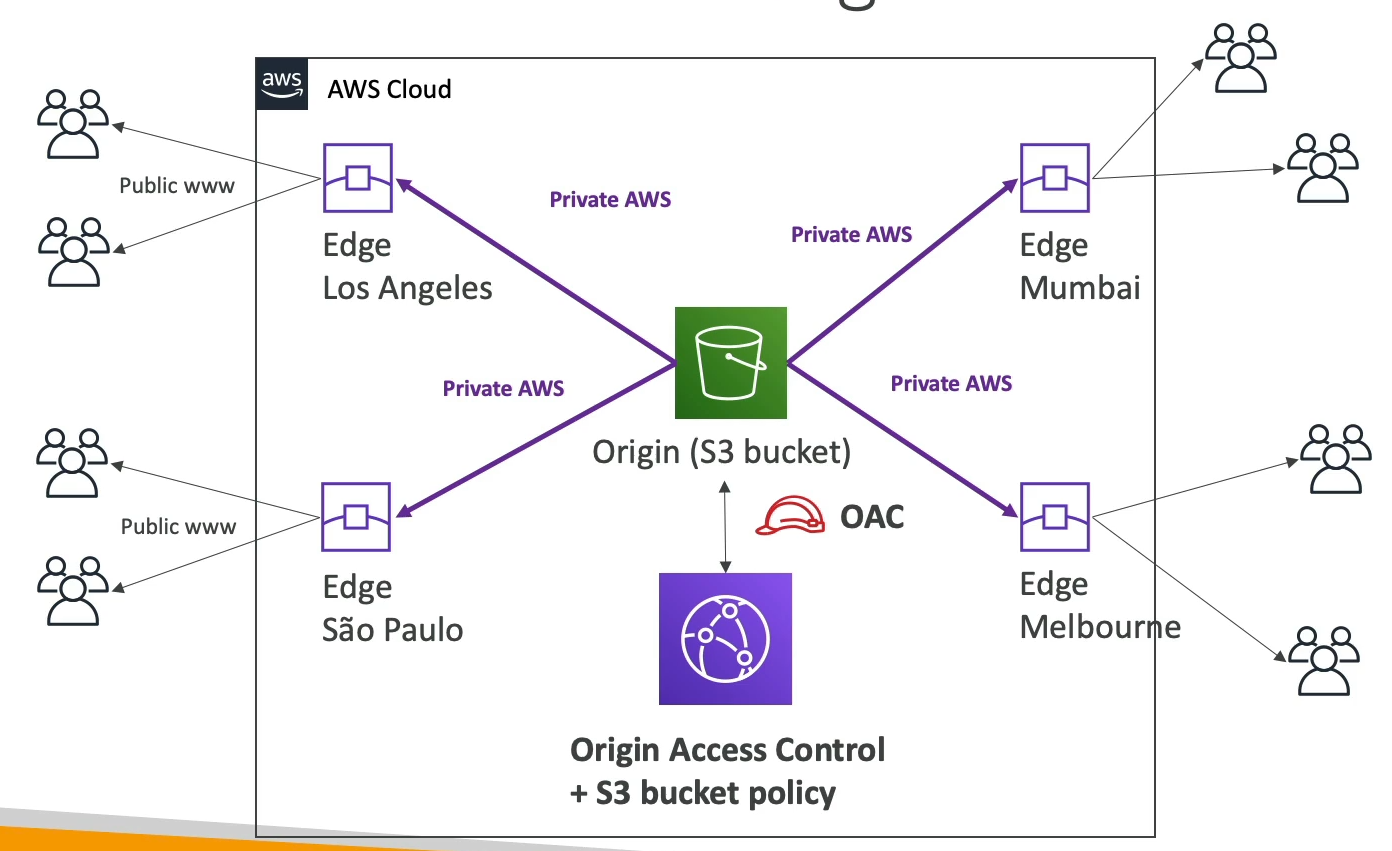 aws
AWS Cloud
Public www
Edge
Los Angeles
Private AWS
Private AWS
Edge
Mumbai
Private AWS
Private AWS
Origin (S3 bucket)
OAC
Public www
Edge
São Paulo
Edge
Melbourne
Origin Access Control
+ S3 bucket policy